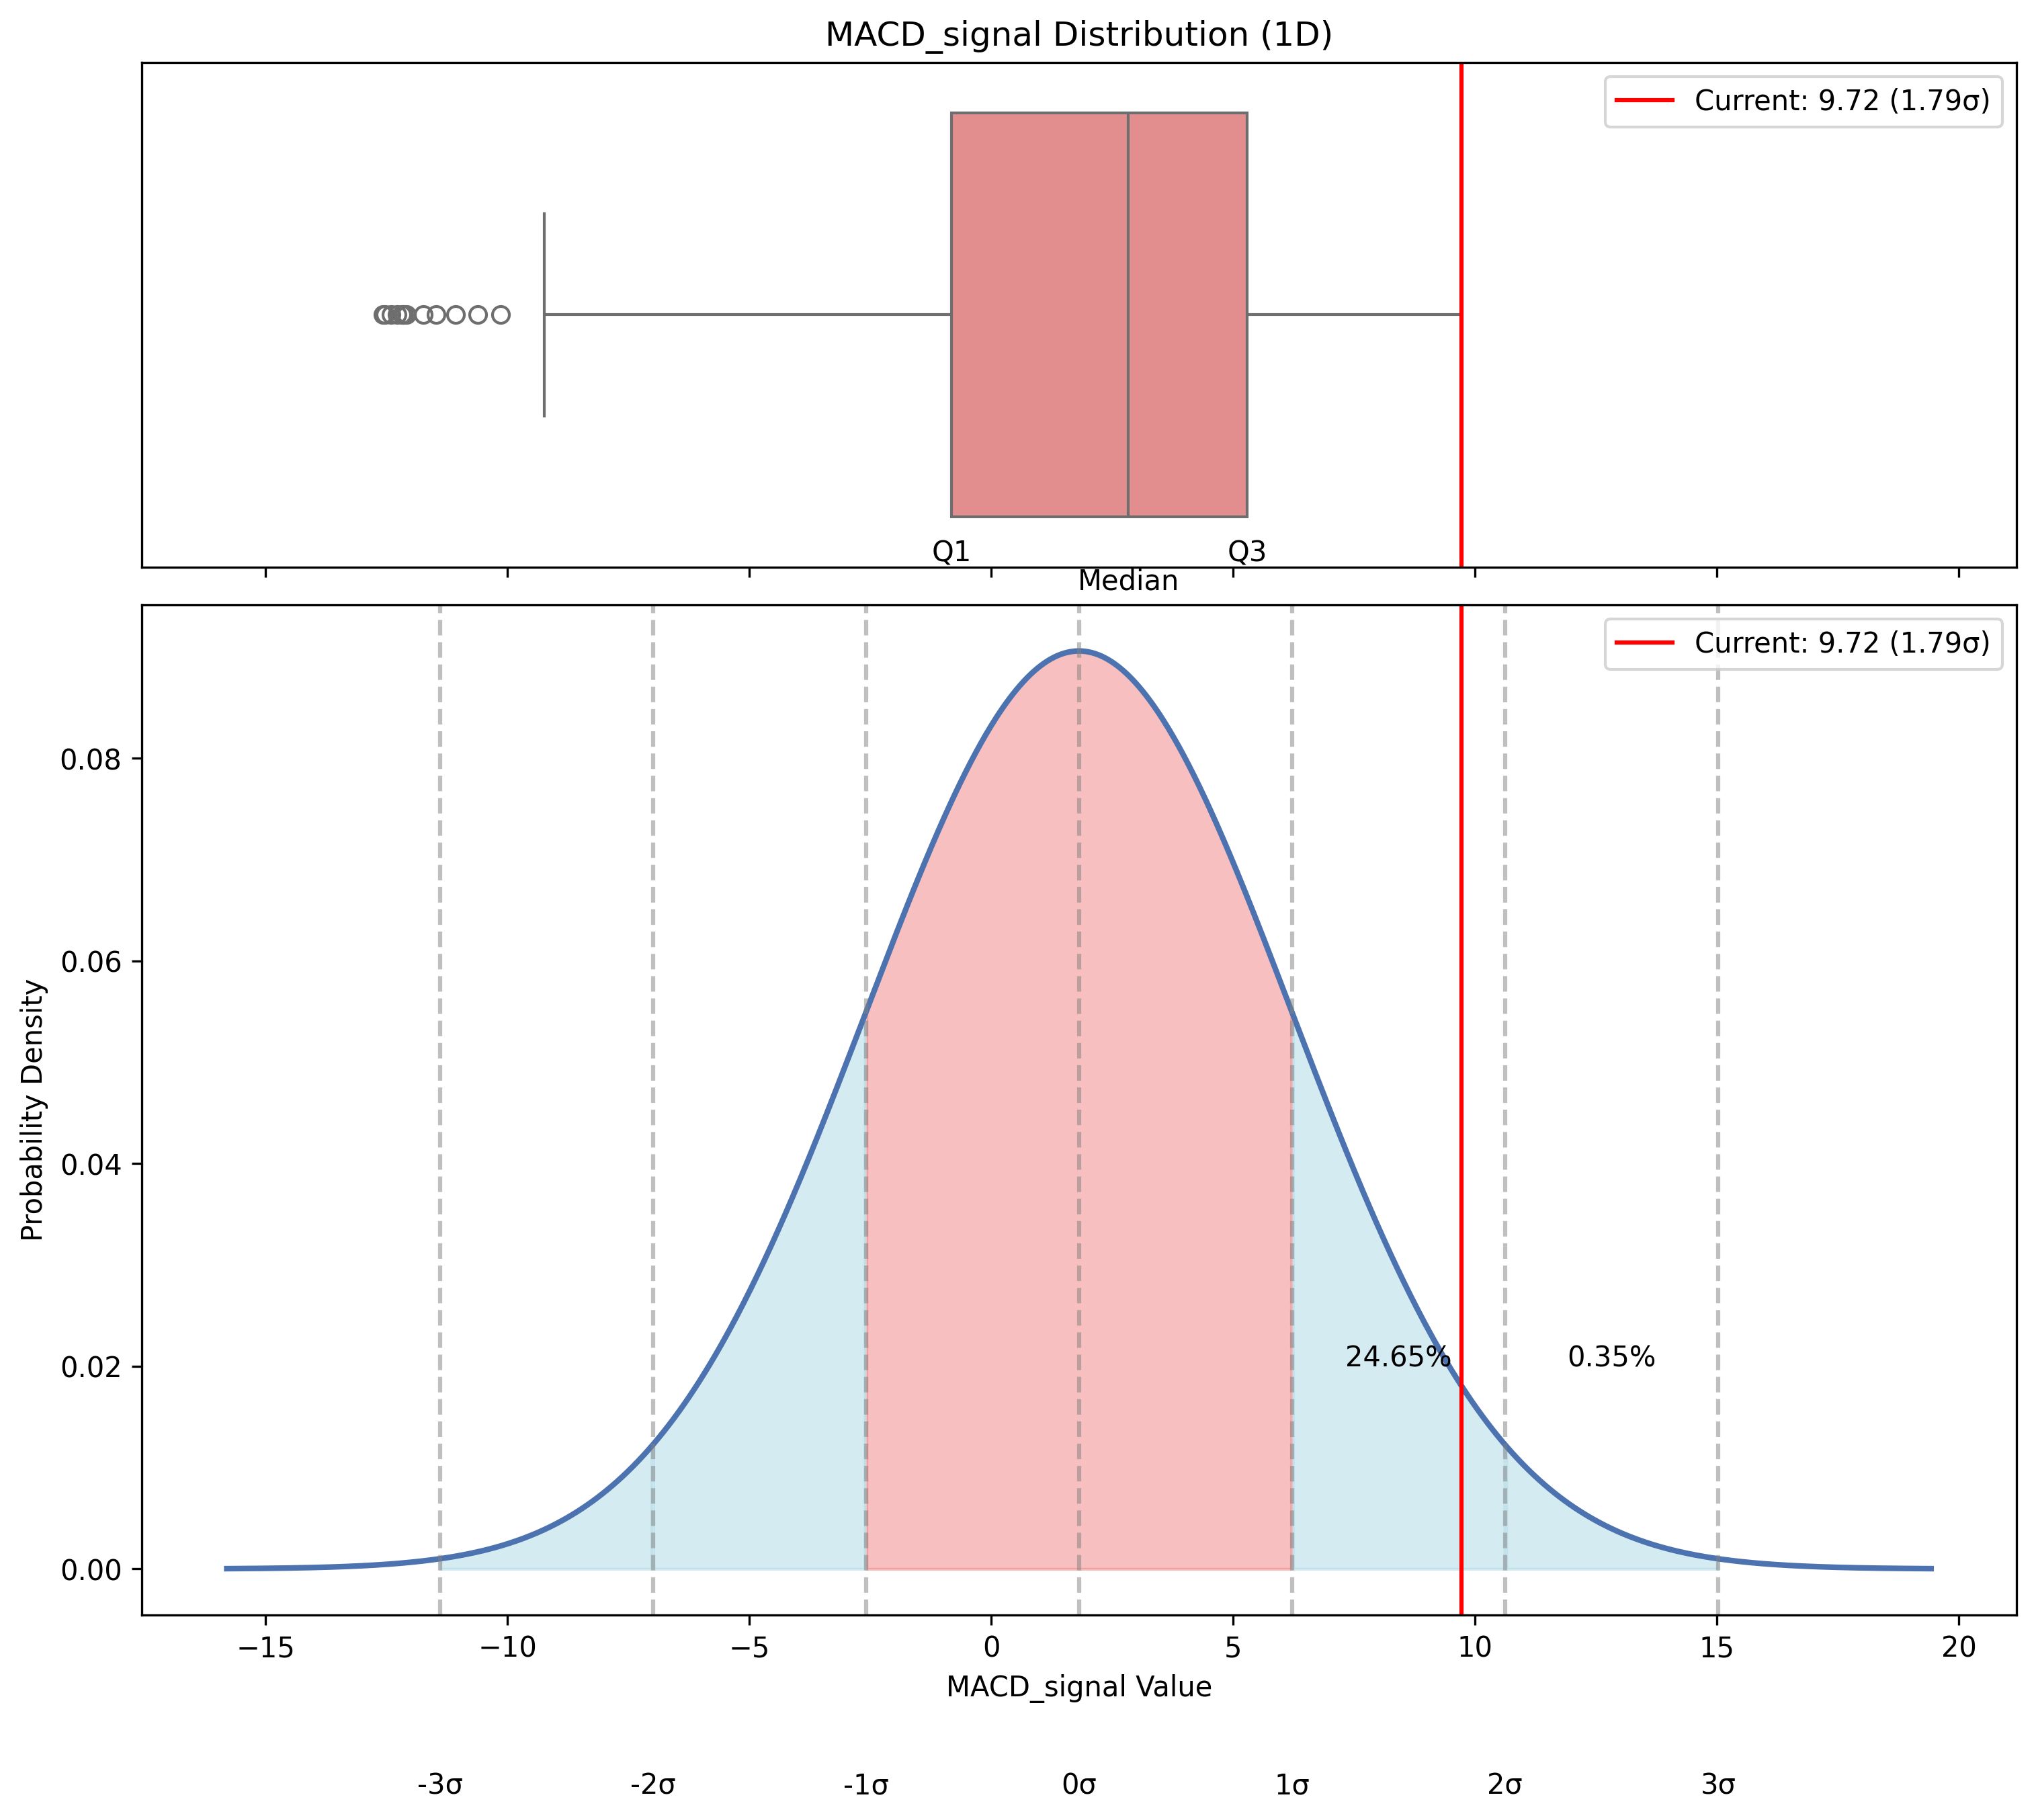 MACD_signal Distribution (1D)
Current: 9.72 (1.79σ)
Q1
Q3
Median
Current: 9.72 (1.79σ)
Probability Density
0.08
0.06
0.04
0.02
0.00
24.65%
0.35%
−15
−10
−5
0
5
10
15
20
MACD_signal Value
-3σ
-2σ
-1σ
0σ
1σ
2σ
3σ